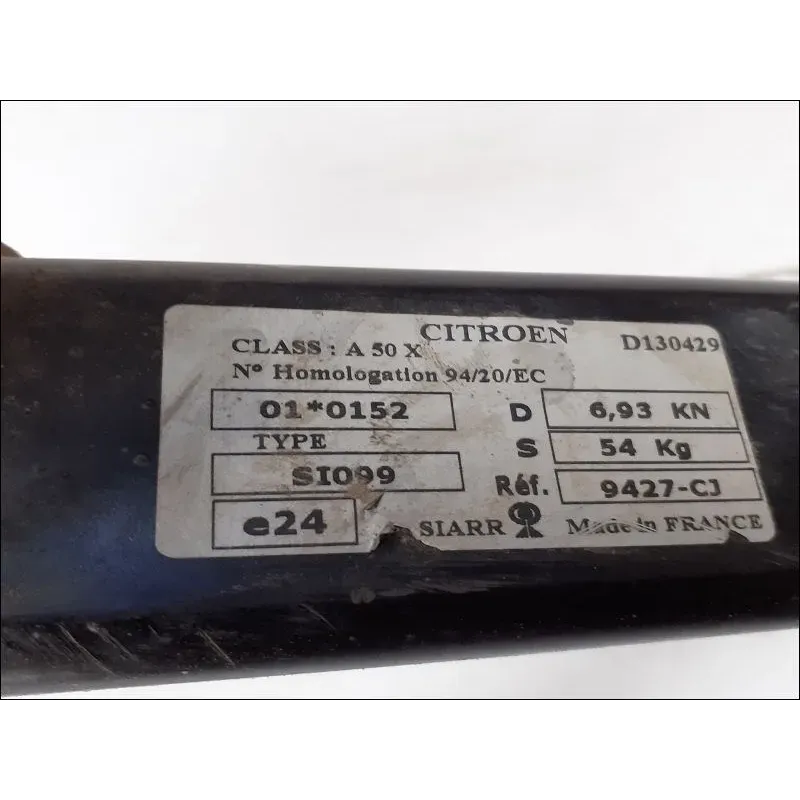 CITROEN
CLASS : A 50 X D130429
N° Homologation 94/20/EC
01*0152 D 6,93 KN
TYPE S 54 Kg
SI099 Réf. 9427-CJ
e24 SIARR Made in FRANCE